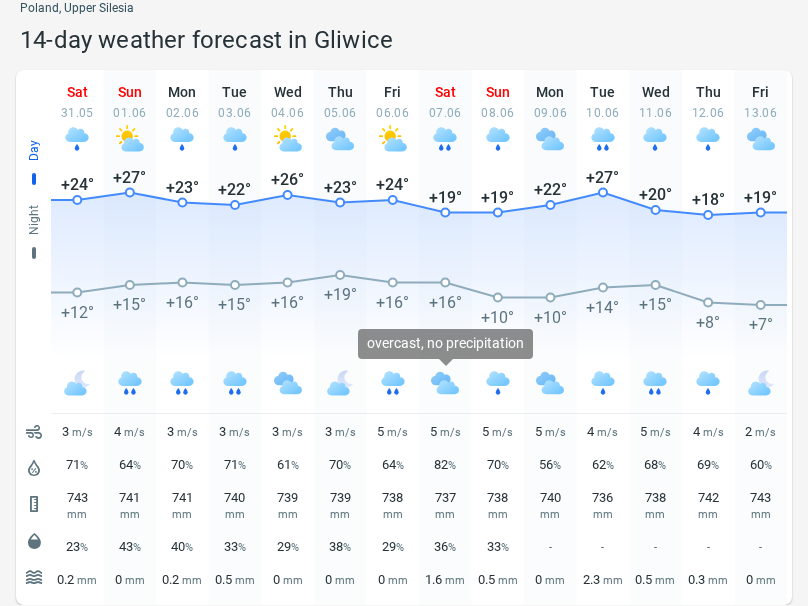 Poland, Upper Silesia
14-day weather forecast in Gliwice
Sat Sun Mon Tue Wed Thu Fri Sat Sun Mon Tue Wed Thu Fri
31.05 01.06 02.06 03.06 04.06 05.06 06.06 07.06 08.06 09.06 10.06 11.06 12.06 13.06
Day
+24° +27° +23° +22° +26° +23° +24° +19° +19° +22° +27° +20° +18° +19°
Night
+12° +15° +16° +15° +16° +19° +16° +16° +10° +10° +14° +15° +8° +7°
overcast, no precipitation
3 m/s 4 m/s 3 m/s 3 m/s 3 m/s 3 m/s 5 m/s 5 m/s 5 m/s 5 m/s 4 m/s 5 m/s 4 m/s 2 m/s
71% 64% 70% 71% 61% 70% 64% 82% 70% 56% 62% 68% 69% 60%
743 741 741 740 739 739 738 737 738 740 736 738 742 743
mm mm mm mm mm mm mm mm mm mm mm mm mm mm
23% 43% 40% 33% 29% 38% 29% 36% 33% - - - - -
0.2 mm 0 mm 0.2 mm 0.5 mm 0 mm 0 mm 0 mm 1.6 mm 0.5 mm 0 mm 2.3 mm 0.5 mm 0.3 mm 0 mm